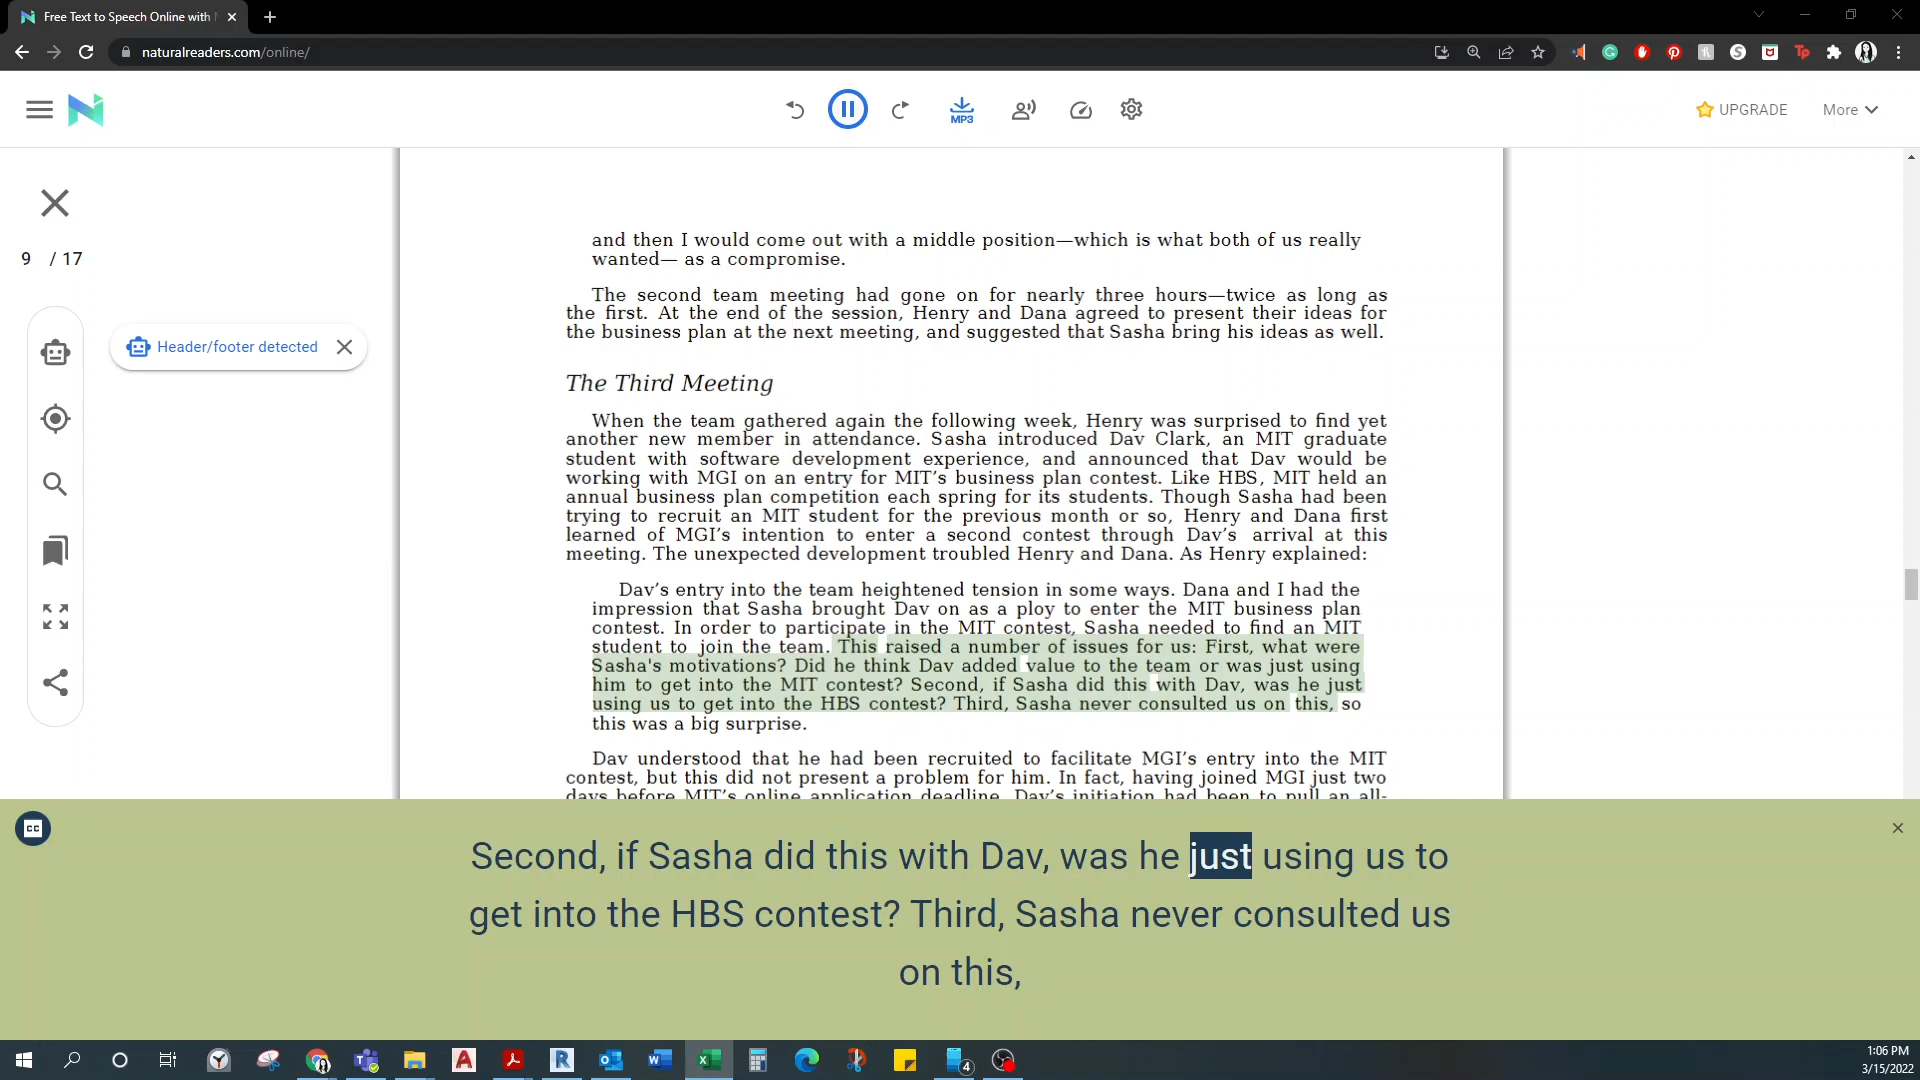 Free Text to Speech Online with N
naturalreaders.com/online/
MP3
UPGRADE
More
9 / 17
Header/footer detected
and then I would come out with a middle position—which is what both of us really
wanted— as a compromise.
The second team meeting had gone on for nearly three hours—twice as long as
the first. At the end of the session, Henry and Dana agreed to present their ideas for
the business plan at the next meeting, and suggested that Sasha bring his ideas as well.
The Third Meeting
When the team gathered again the following week, Henry was surprised to find yet
another new member in attendance. Sasha introduced Dav Clark, an MIT graduate
student with software development experience, and announced that Dav would be
working with MGI on an entry for MIT’s business plan contest. Like HBS, MIT held an
annual business plan competition each spring for its students. Though Sasha had been
trying to recruit an MIT student for the previous month or so, Henry and Dana first
learned of MGI’s intention to enter a second contest through Dav’s arrival at this
meeting. The unexpected development troubled Henry and Dana. As Henry explained:
Dav’s entry into the team heightened tension in some ways. Dana and I had the
impression that Sasha brought Dav on as a ploy to enter the MIT business plan
contest. In order to participate in the MIT contest, Sasha needed to find an MIT
student to join the team. This raised a number of issues for us: First, what were
Sasha's motivations? Did he think Dav added value to the team or was just using
him to get into the MIT contest? Second, if Sasha did this with Dav, was he just
using us to get into the HBS contest? Third, Sasha never consulted us on this, so
this was a big surprise.
Dav understood that he had been recruited to facilitate MGI’s entry into the MIT
contest, but this did not present a problem for him. In fact, having joined MGI just two
days before MIT’s online application deadline, Dav’s initiation had been to pull an all-
CC
Second, if Sasha did this with Dav, was he just using us to
get into the HBS contest? Third, Sasha never consulted us
on this,
4
1:06 PM
3/15/2022